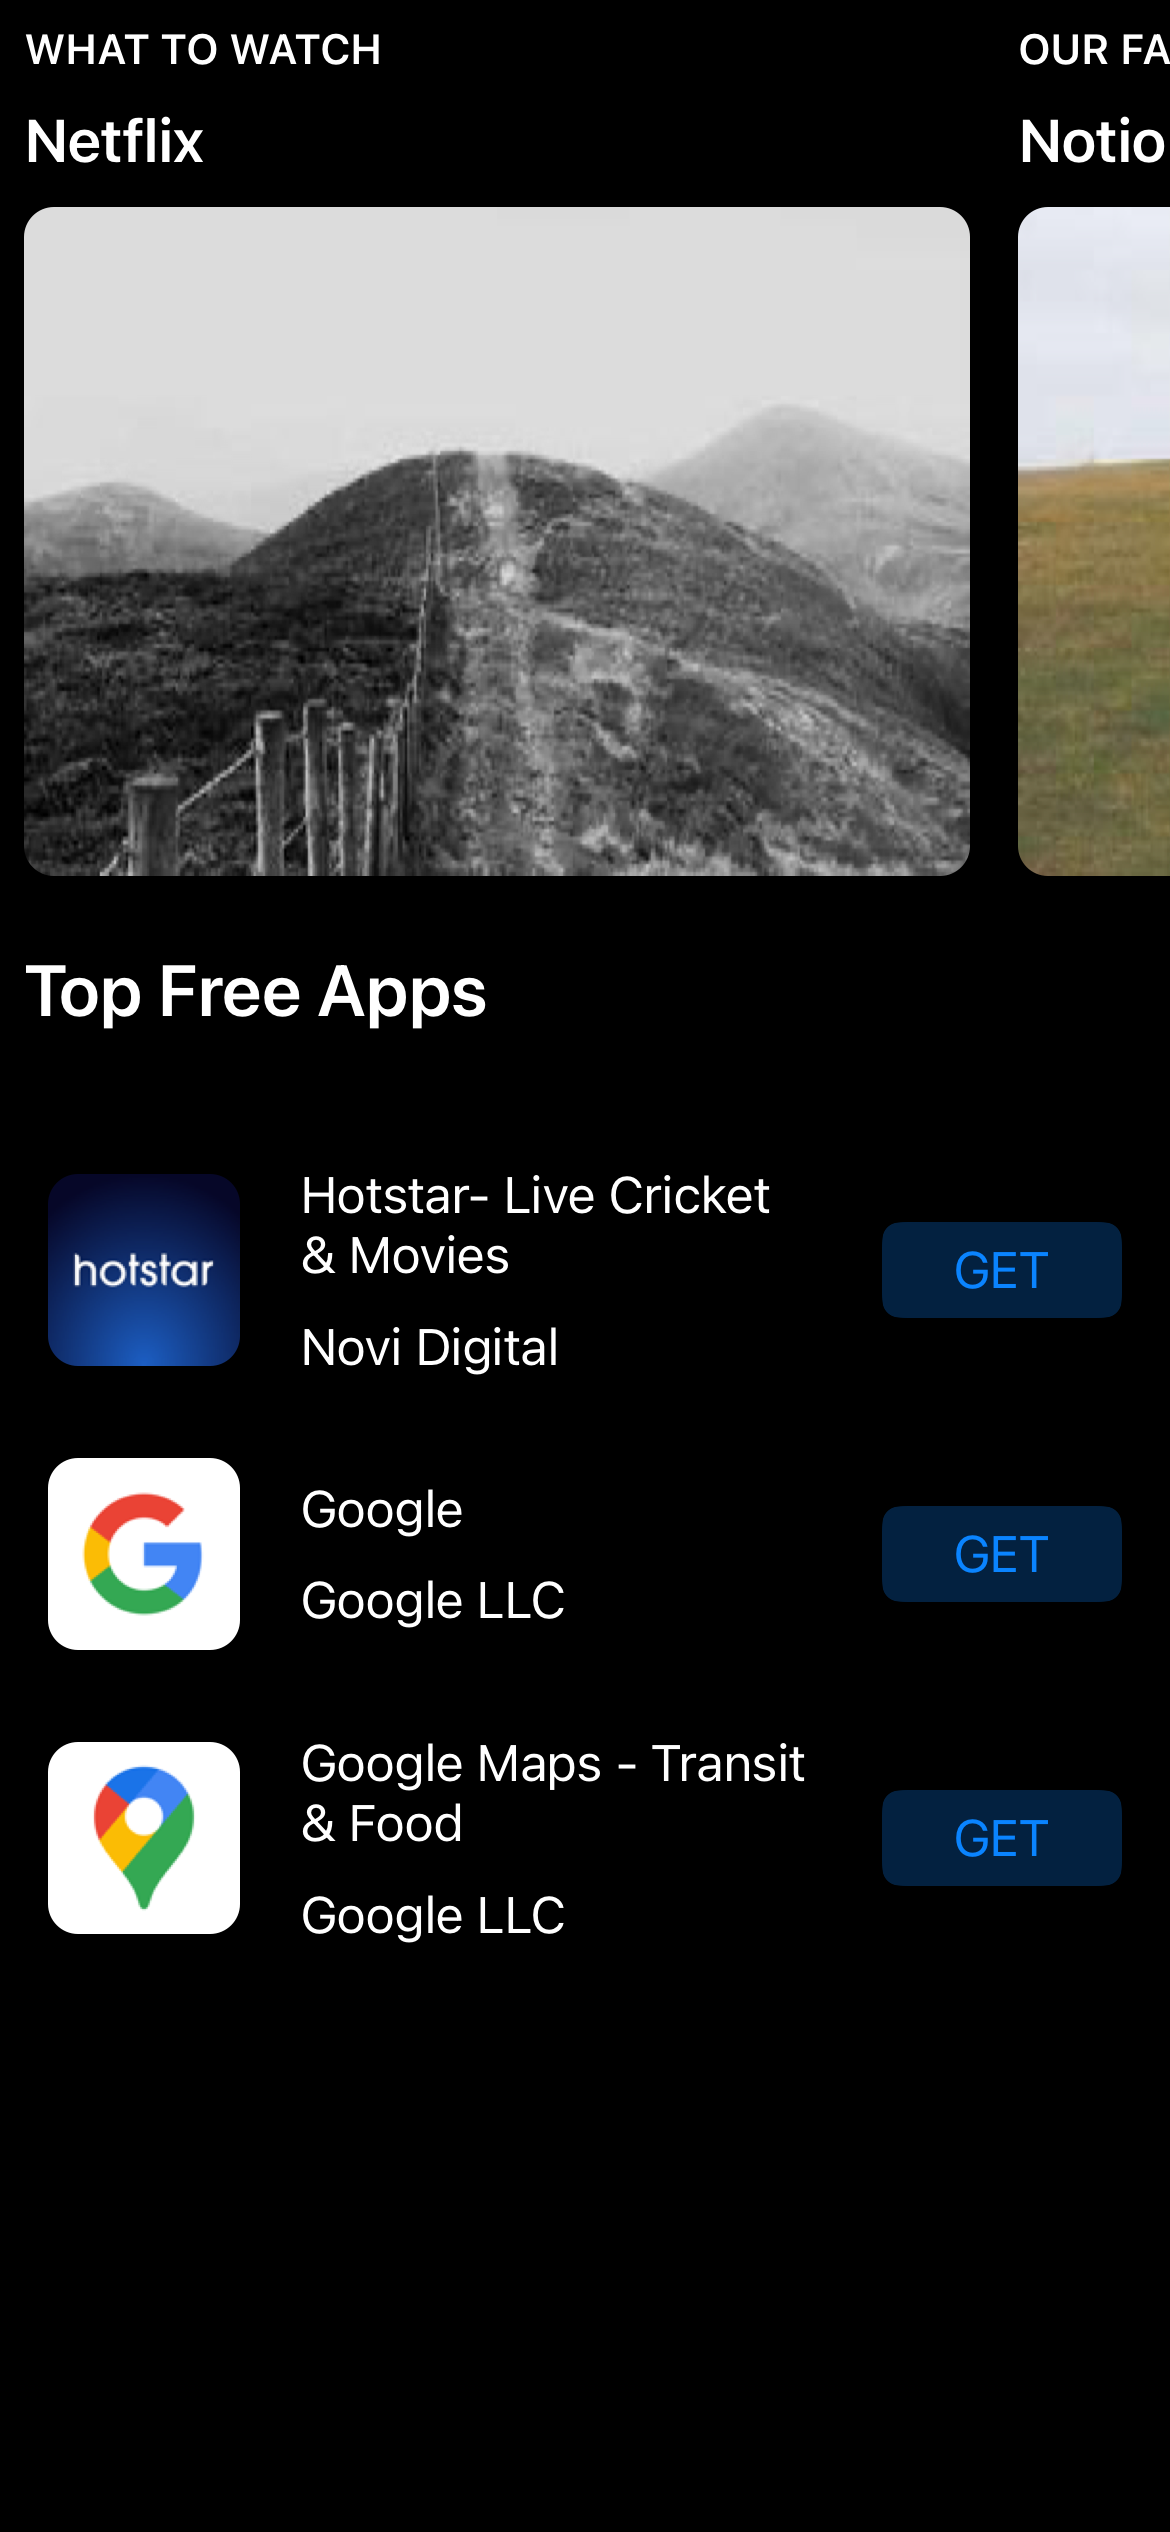 WHAT TO WATCH
Netflix
OUR FA
Notio
Top Free Apps
hotstar
Hotstar- Live Cricket
& Movies
Novi Digital
GET
Google
Google LLC
GET
Google Maps - Transit
& Food
Google LLC
GET